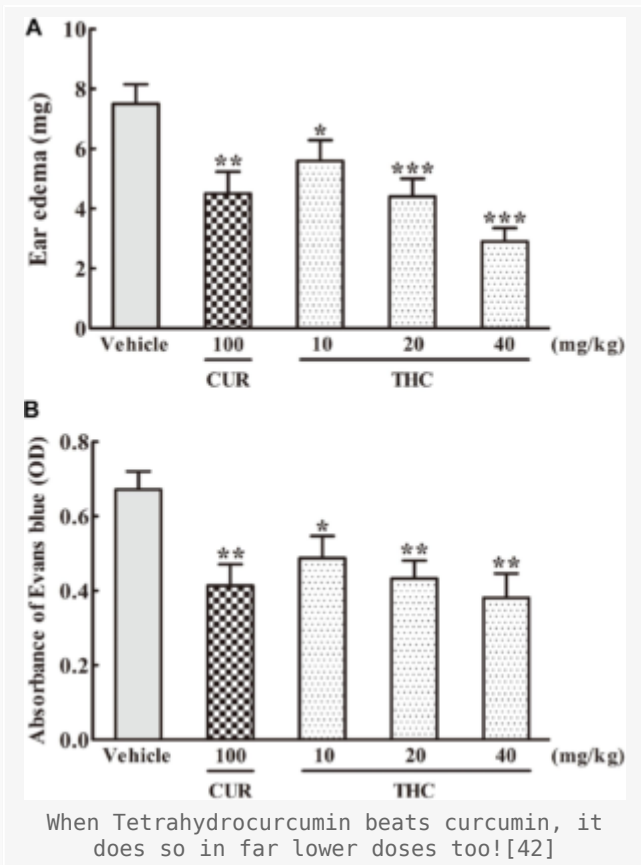 A
10
8
6
4
2
0
Ear edema (mg)
**
*
***
***
Vehicle 100 10 20 40 (mg/kg)
CUR THC
B
0.8
0.6
0.4
0.2
0.0
Absorbance of Evans blue (OD)
**
*
**
**
Vehicle 100 10 20 40 (mg/kg)
CUR THC
When Tetrahydrocurcumin beats curcumin, it
does so in far lower doses too![42]